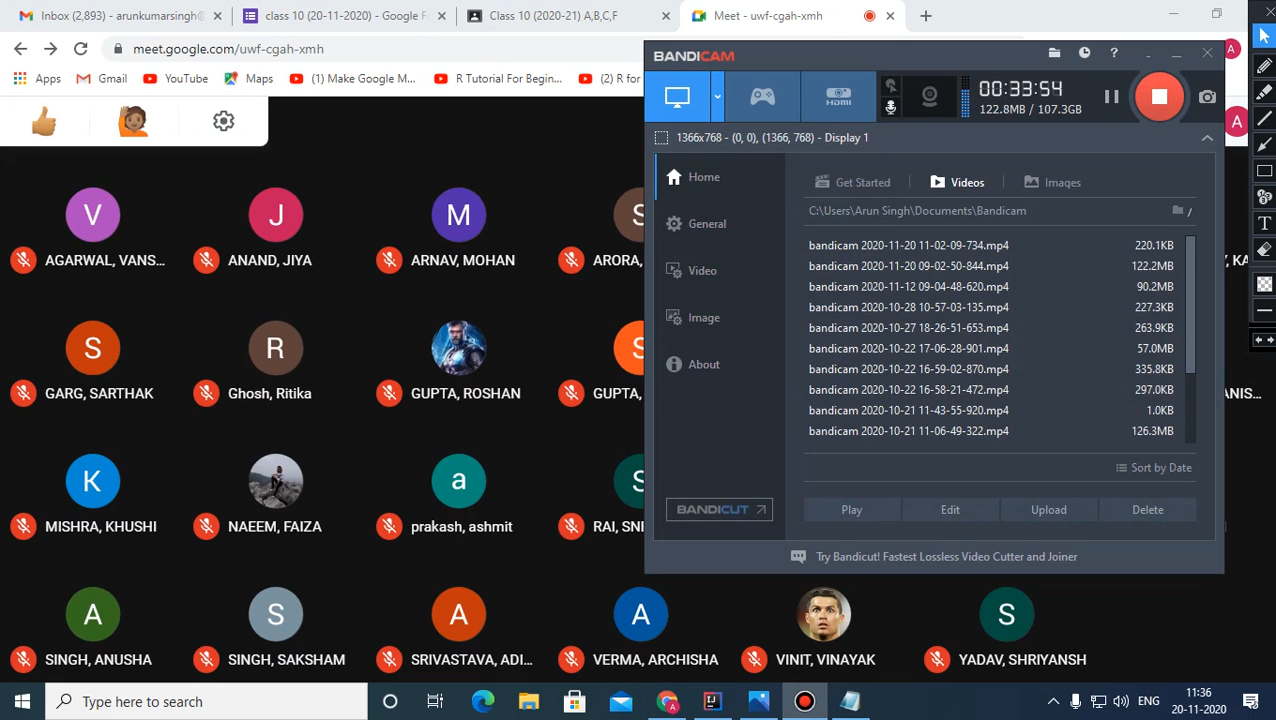 Inbox (2,893) - arunkumarsingh@
class 10 (20-11-2020) - Google F
Class 10 (2020-21) A,B,C,F
Meet - uwf-cgah-xmh
meet.google.com/uwf-cgah-xmh
Apps
Gmail
YouTube
Maps
(1) Make Google M...
R Tutorial For Begin...
(2) R for
A
A
BANDICAM
?
HDMI
00:33:54
122.8MB / 107.3GB
1366x768 - (0, 0), (1366, 768) - Display 1
Home
General
Video
Image
About
BANDICUT
Get Started
Videos
Images
C:\Users\Arun Singh\Documents\Bandicam
bandicam 2020-11-20 11-02-09-734.mp4 220.1KB
bandicam 2020-11-20 09-02-50-844.mp4 122.2MB
bandicam 2020-11-12 09-04-48-620.mp4 90.2MB
bandicam 2020-10-28 10-57-03-135.mp4 227.3KB
bandicam 2020-10-27 18-26-51-653.mp4 263.9KB
bandicam 2020-10-22 17-06-28-901.mp4 57.0MB
bandicam 2020-10-22 16-59-02-870.mp4 335.8KB
bandicam 2020-10-22 16-58-21-472.mp4 297.0KB
bandicam 2020-10-21 11-43-55-920.mp4 1.0KB
bandicam 2020-10-21 11-06-49-322.mp4 126.3MB
Sort by Date
Play
Edit
Upload
Delete
Try Bandicut! Fastest Lossless Video Cutter and Joiner
T
V
AGARWAL, VANS...
J
ANAND, JIYA
M
ARNAV, MOHAN
S
ARORA,
S
GARG, SARTHAK
R
Ghosh, Ritika
GUPTA, ROSHAN
S
GUPTA,
K
MISHRA, KHUSHI
NAEEM, FAIZA
a
prakash, ashmit
S
RAI, SNE
A
SINGH, ANUSHA
S
SINGH, SAKSHAM
A
SRIVASTAVA, ADI...
A
VERMA, ARCHISHA
VINIT, VINAYAK
S
YADAV, SHRIYANSH
Type here to search
ENG
11:36
20-11-2020